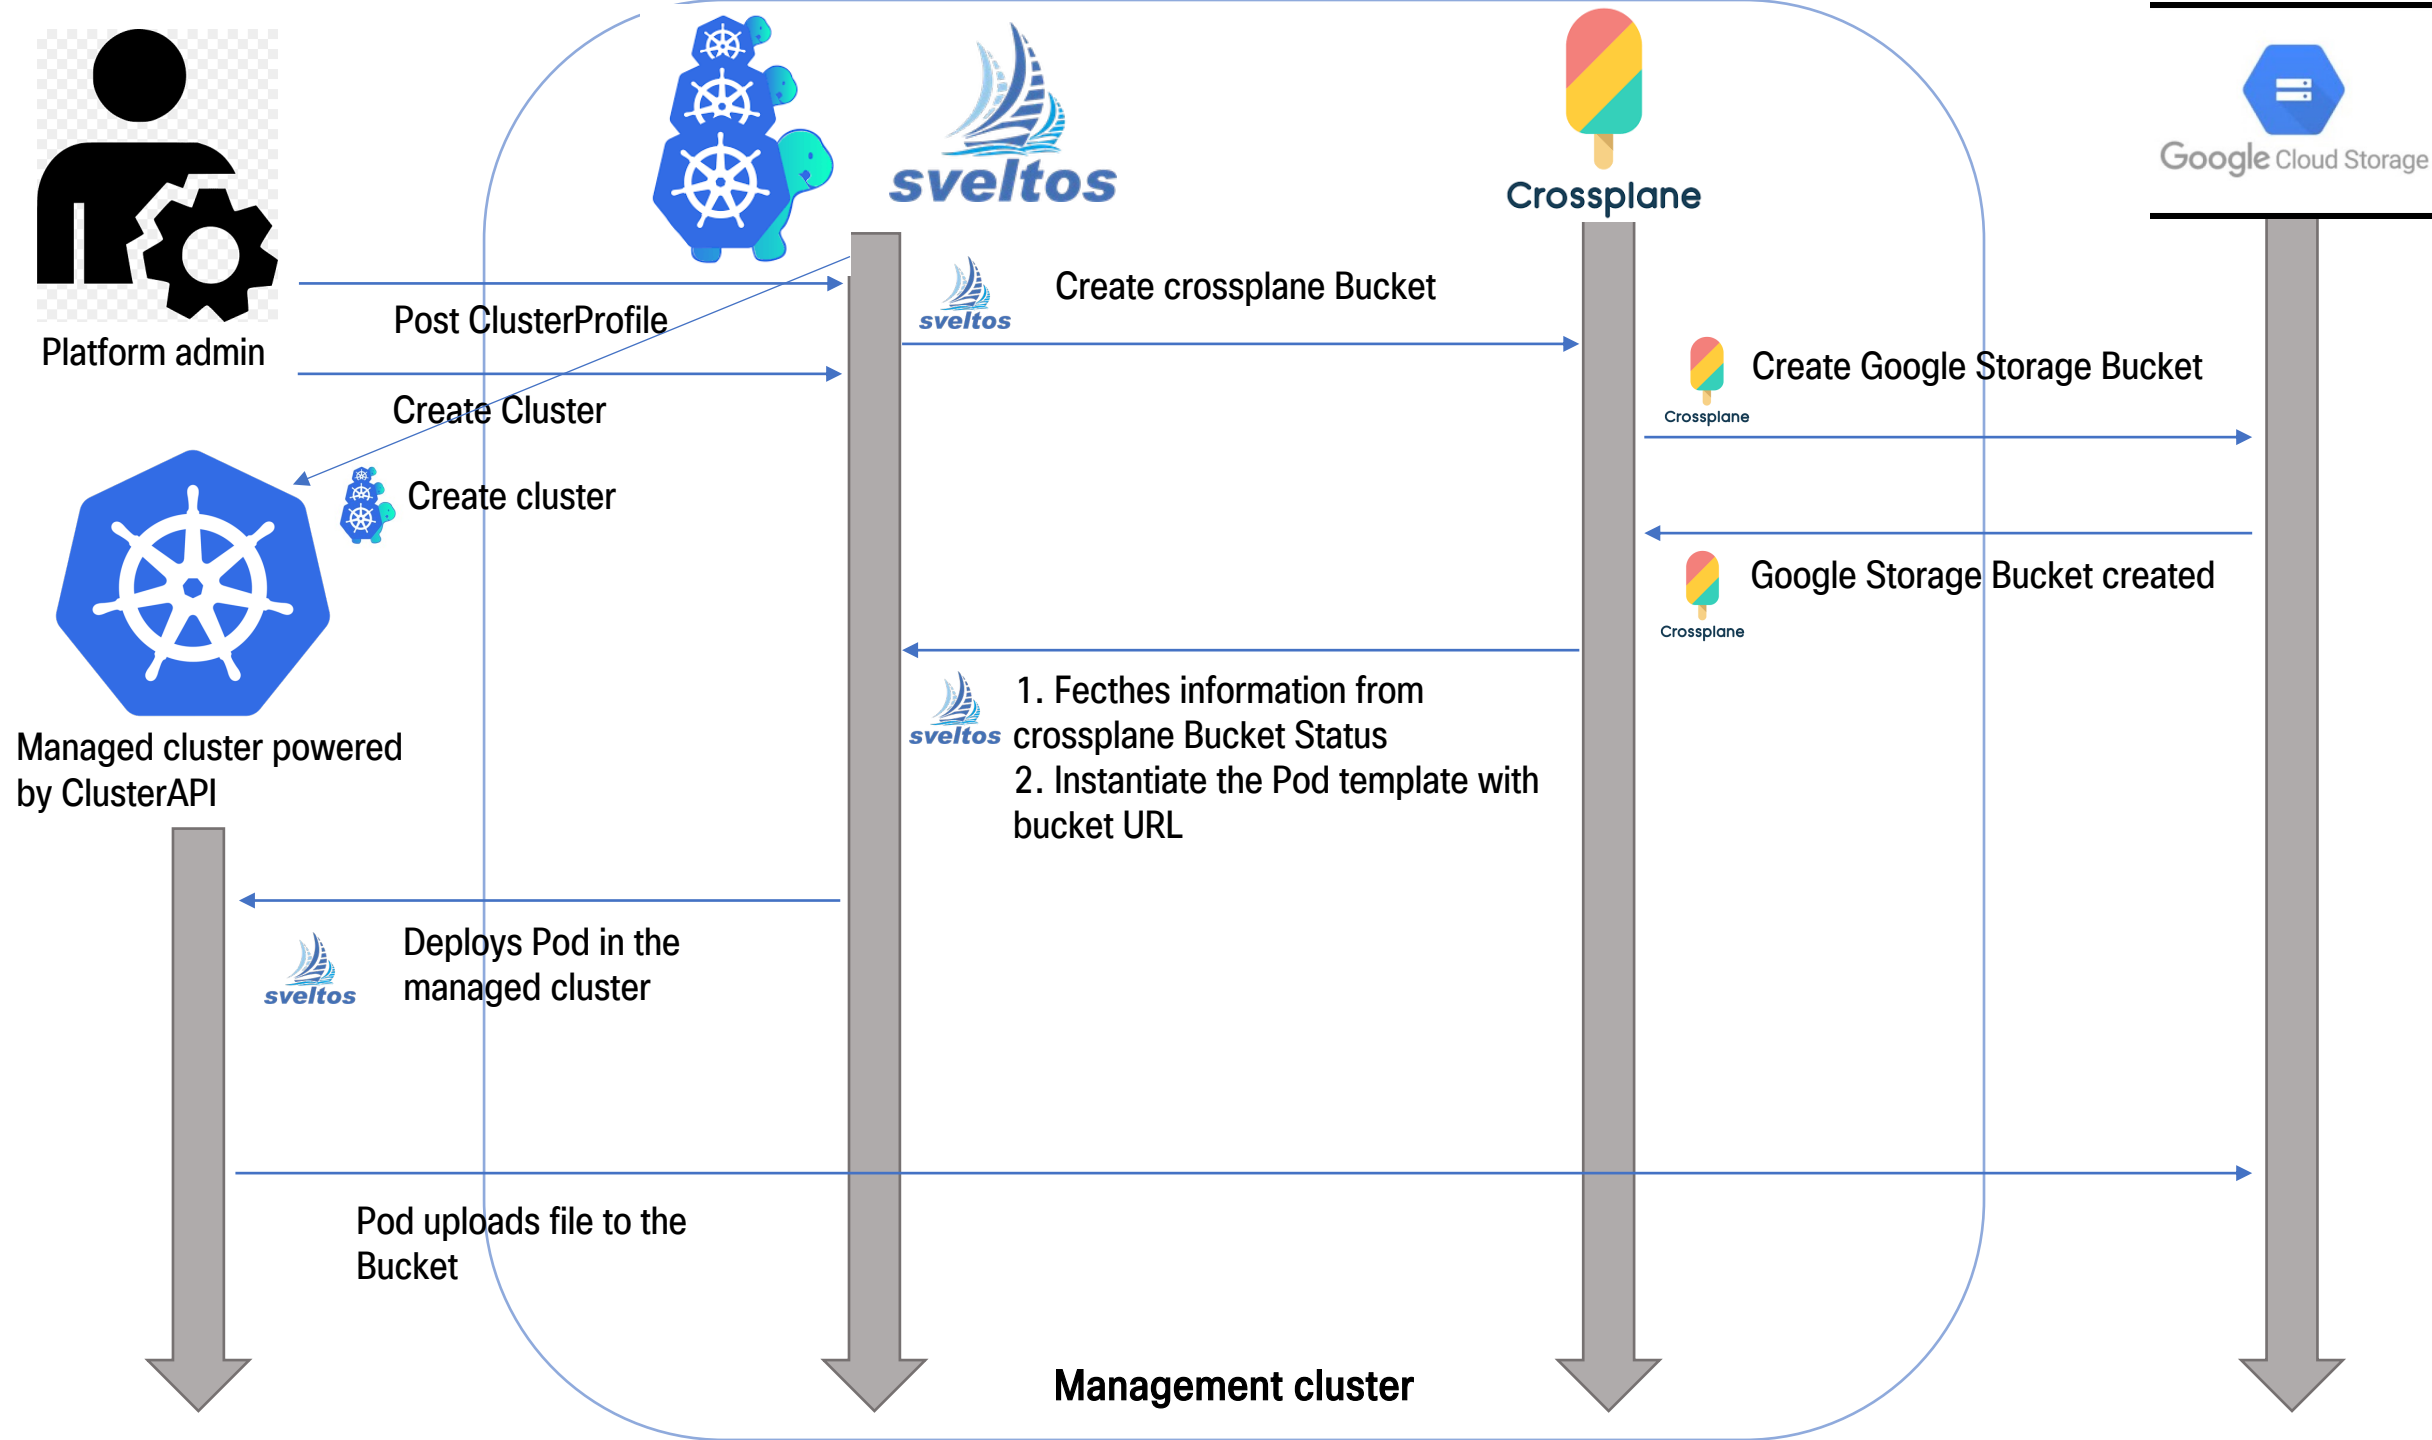 sveltos
Crossplane
Google Cloud Storage
Platform admin
Post ClusterProfile
Create Cluster
Create cluster
sveltos
Create crossplane Bucket
Crossplane
Create Google Storage Bucket
Crossplane
Google Storage Bucket created
sveltos
1. Fecthes information from
crossplane Bucket Status
2. Instantiate the Pod template with
bucket URL
Managed cluster powered
by ClusterAPI
sveltos
Deploys Pod in the
managed cluster
Pod uploads file to the
Bucket
Management cluster